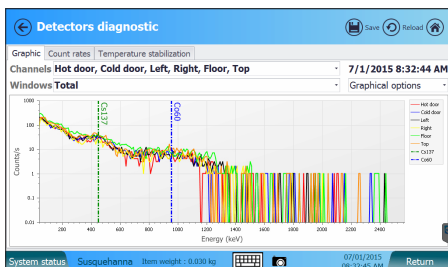 Detectors diagnostic
Save
Reload
Graphic
Count rates
Temperature stabilization
Channels Hot door, Cold door, Left, Right, Floor, Top
7/1/2015 8:32:44 AM
Windows Total
Graphical options
1000
100
10
1
0.1
0.01
Counts/s
Cs137
Co60
200
400
600
800
1000
1200
1400
1600
1800
2000
2200
2400
Energy (keV)
Hot door
Cold door
Left
Right
Floor
Top
Cs137
Co60
System status
Susquehanna
Item weight : 0.030 kg
07/01/2015
08:32:45 AM
Return